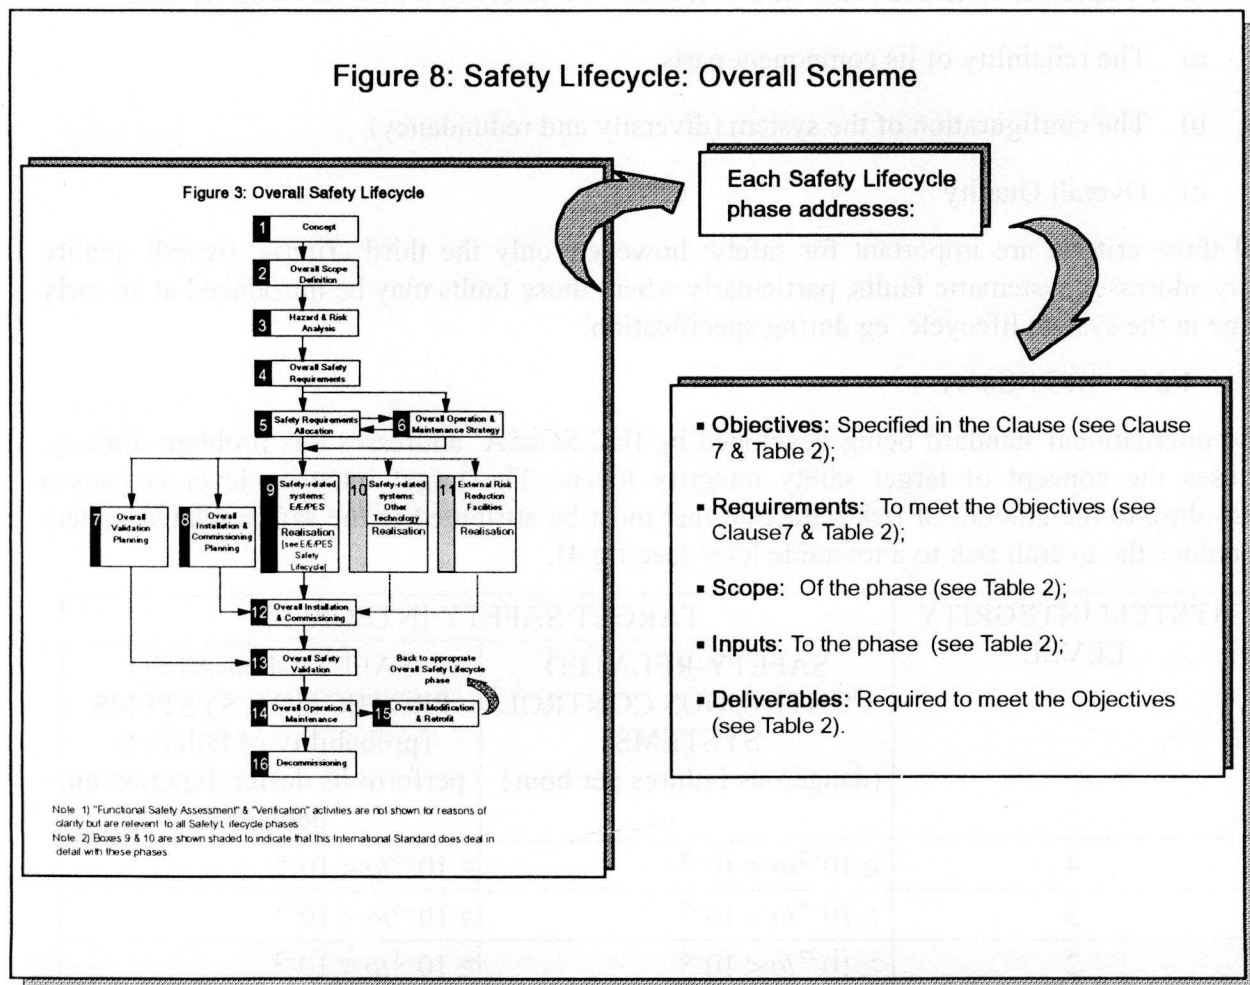 Figure 8: Safety Lifecycle: Overall Scheme
Figure 3: Overall Safety Lifecycle
1
Concept
2
Overall Scope
Definition
3
Hazard & Risk
Analysis
4
Overall Safety
Requirements
5
Safety Requirements
Allocation
6
Overall Operation &
Maintenance Strategy
7
Overall
Validation
Planning
8
Overall
Installation &
Commissioning
Planning
9
Safety-related
systems:
E/E/PES
Realisation
[see E/E/PES
Safety
Lifecycle]
10
Safety-related
systems:
Other
Technology
Realisation
11
External Risk
Reduction
Facilities
Realisation
12
Overall Installation
& Commissioning
13
Overall Safety
Validation
Back to appropriate
Overall Safety Lifecycle
phase
14
Overall Operation &
Maintenance
15
Overall Modification
& Retrofit
16
Decommissioning
Note 1) "Functional Safety Assessment" & "Verification" activities are not shown for reasons of
clarity but are relevent to all Safety Lifecycle phases
Note 2) Boxes 9 & 10 are shown shaded to indicate that this International Standard does deal in
detail with these phases.
Each Safety Lifecycle
phase addresses:
▪ Objectives: Specified in the Clause (see Clause
7 & Table 2);
▪ Requirements: To meet the Objectives (see
Clause7 & Table 2);
▪ Scope: Of the phase (see Table 2);
▪ Inputs: To the phase (see Table 2);
▪ Deliverables: Required to meet the Objectives
(see Table 2).